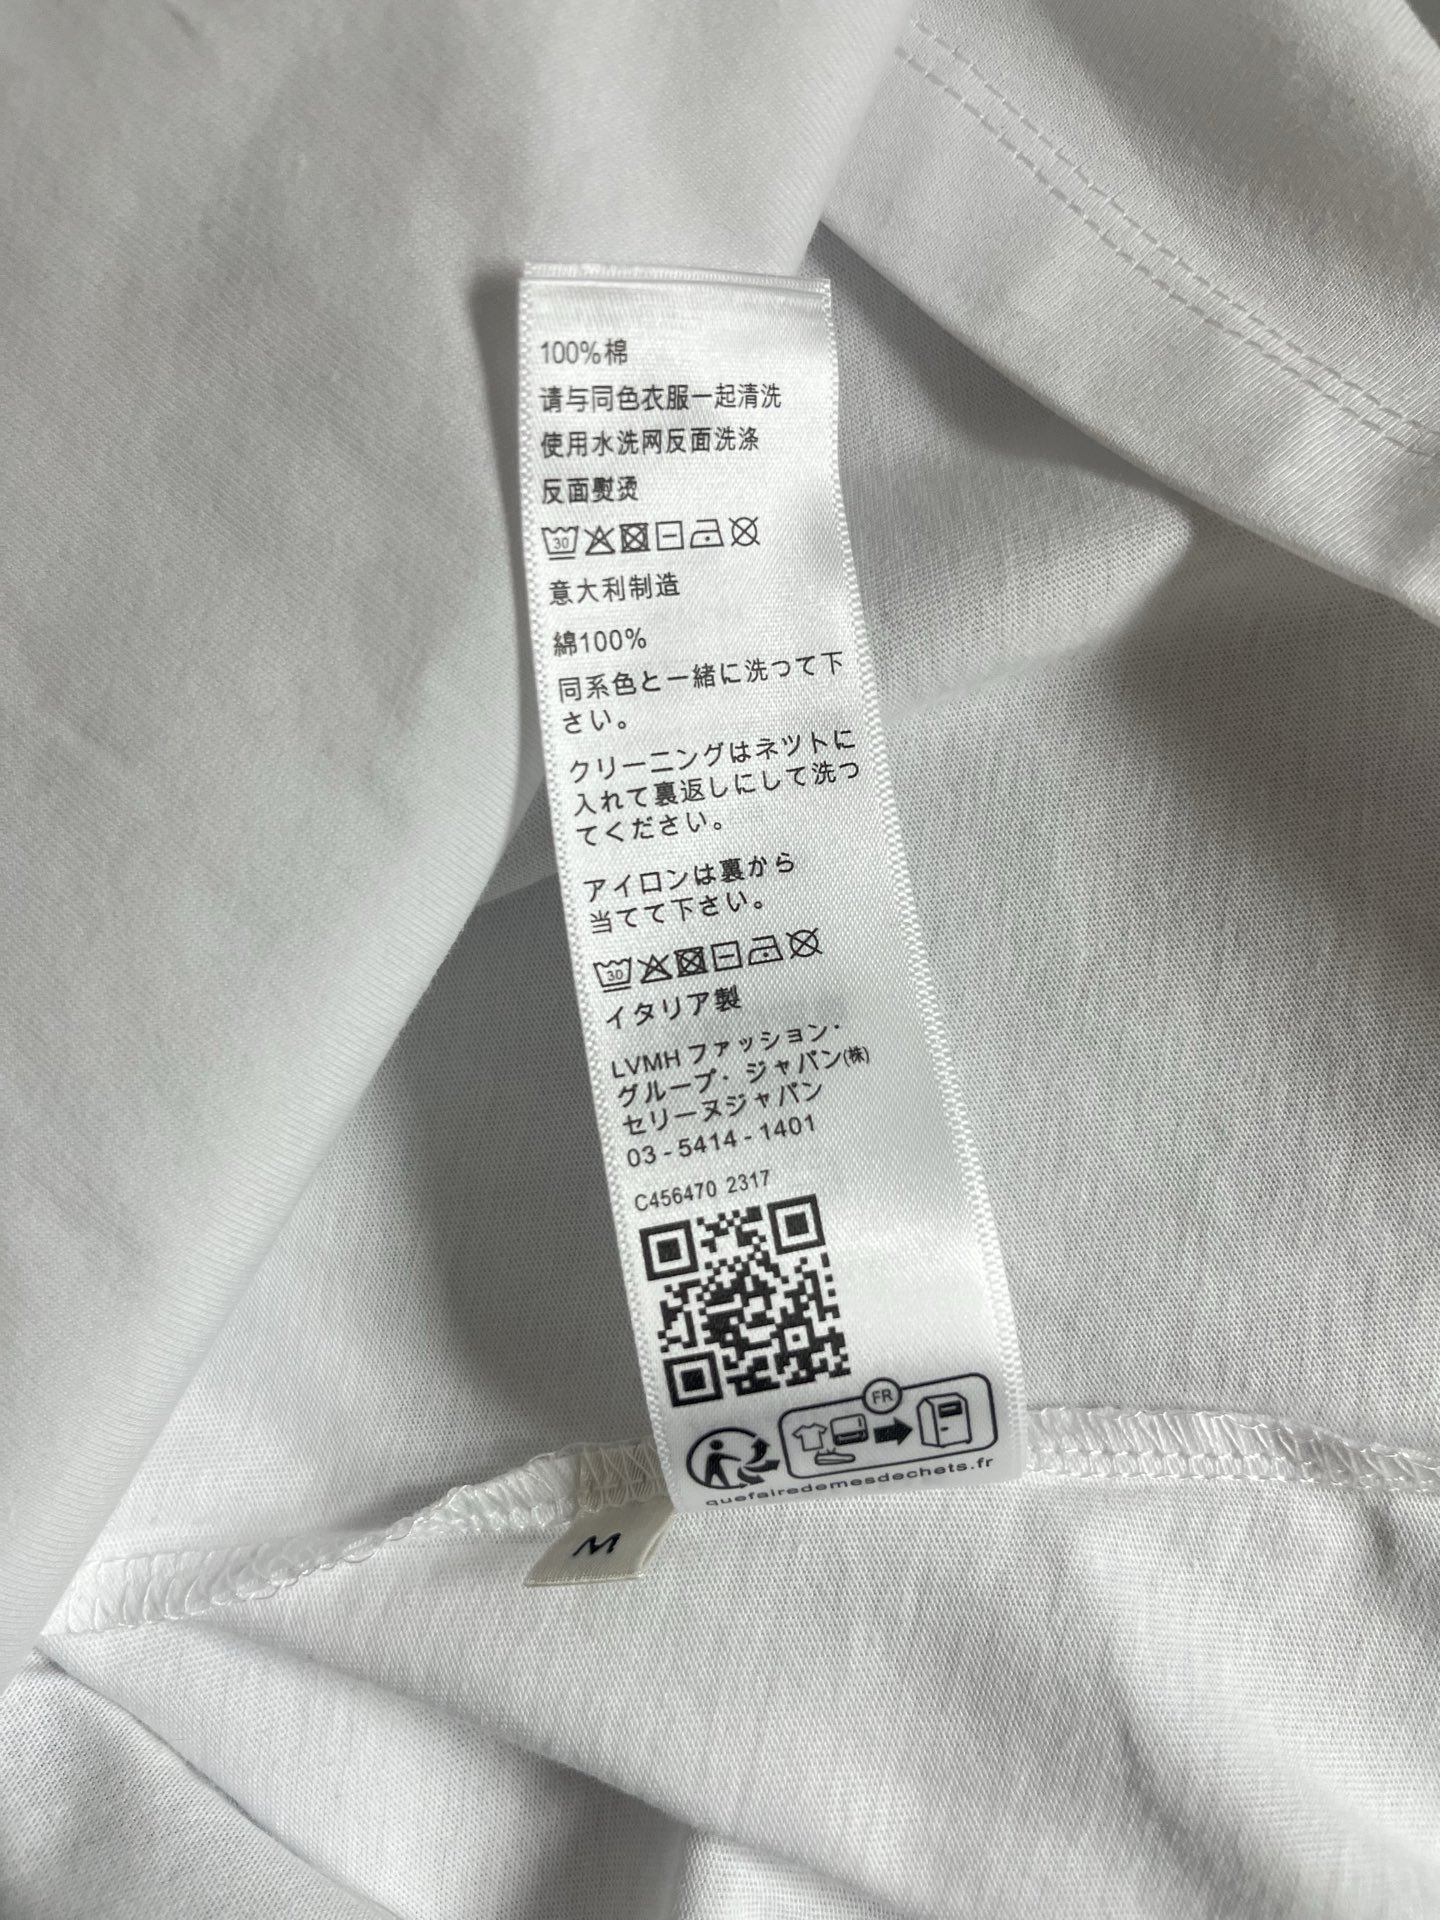 100%棉
请与同色衣服一起清洗
使用水洗网反面洗涤
反面熨烫
30
意大利制造
綿100%
同系色と一緒に洗つて下
さい。
クリーニングはネツトに
入れて裏返しにして洗つ
てください。
アイロンは裏から
当てて下さい。
30
イタリア製
LVMH ファッション・
グループ・ジャパン(株)
セリーヌジャパン
03-5414-1401
C456470 2317
FR
quefairedemesdechets.fr
M